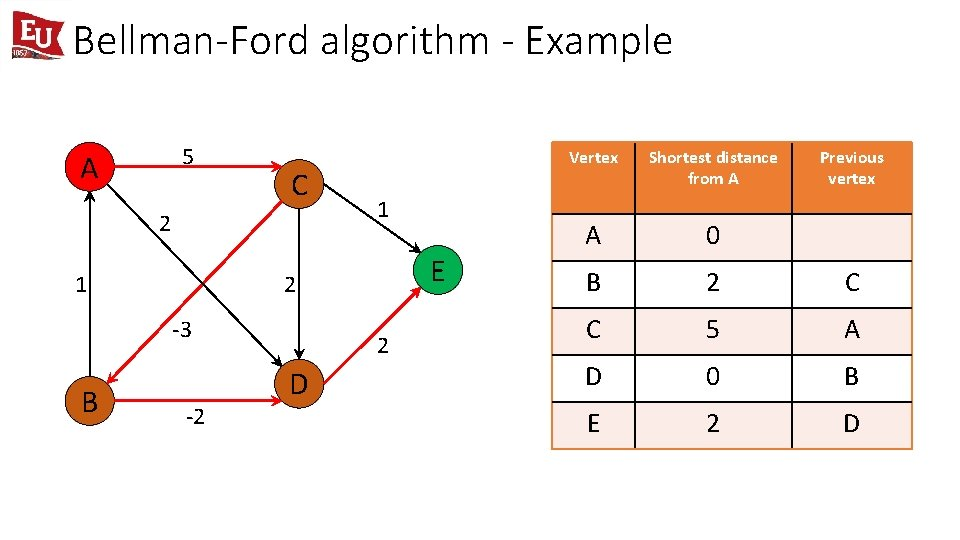 EU
1857
Bellman-Ford algorithm - Example
A
5
C
2
1
E
1
2
-3
2
D
B
-2
Vertex Shortest distance from A Previous vertex
A 0
B 2 C
C 5 A
D 0 B
E 2 D